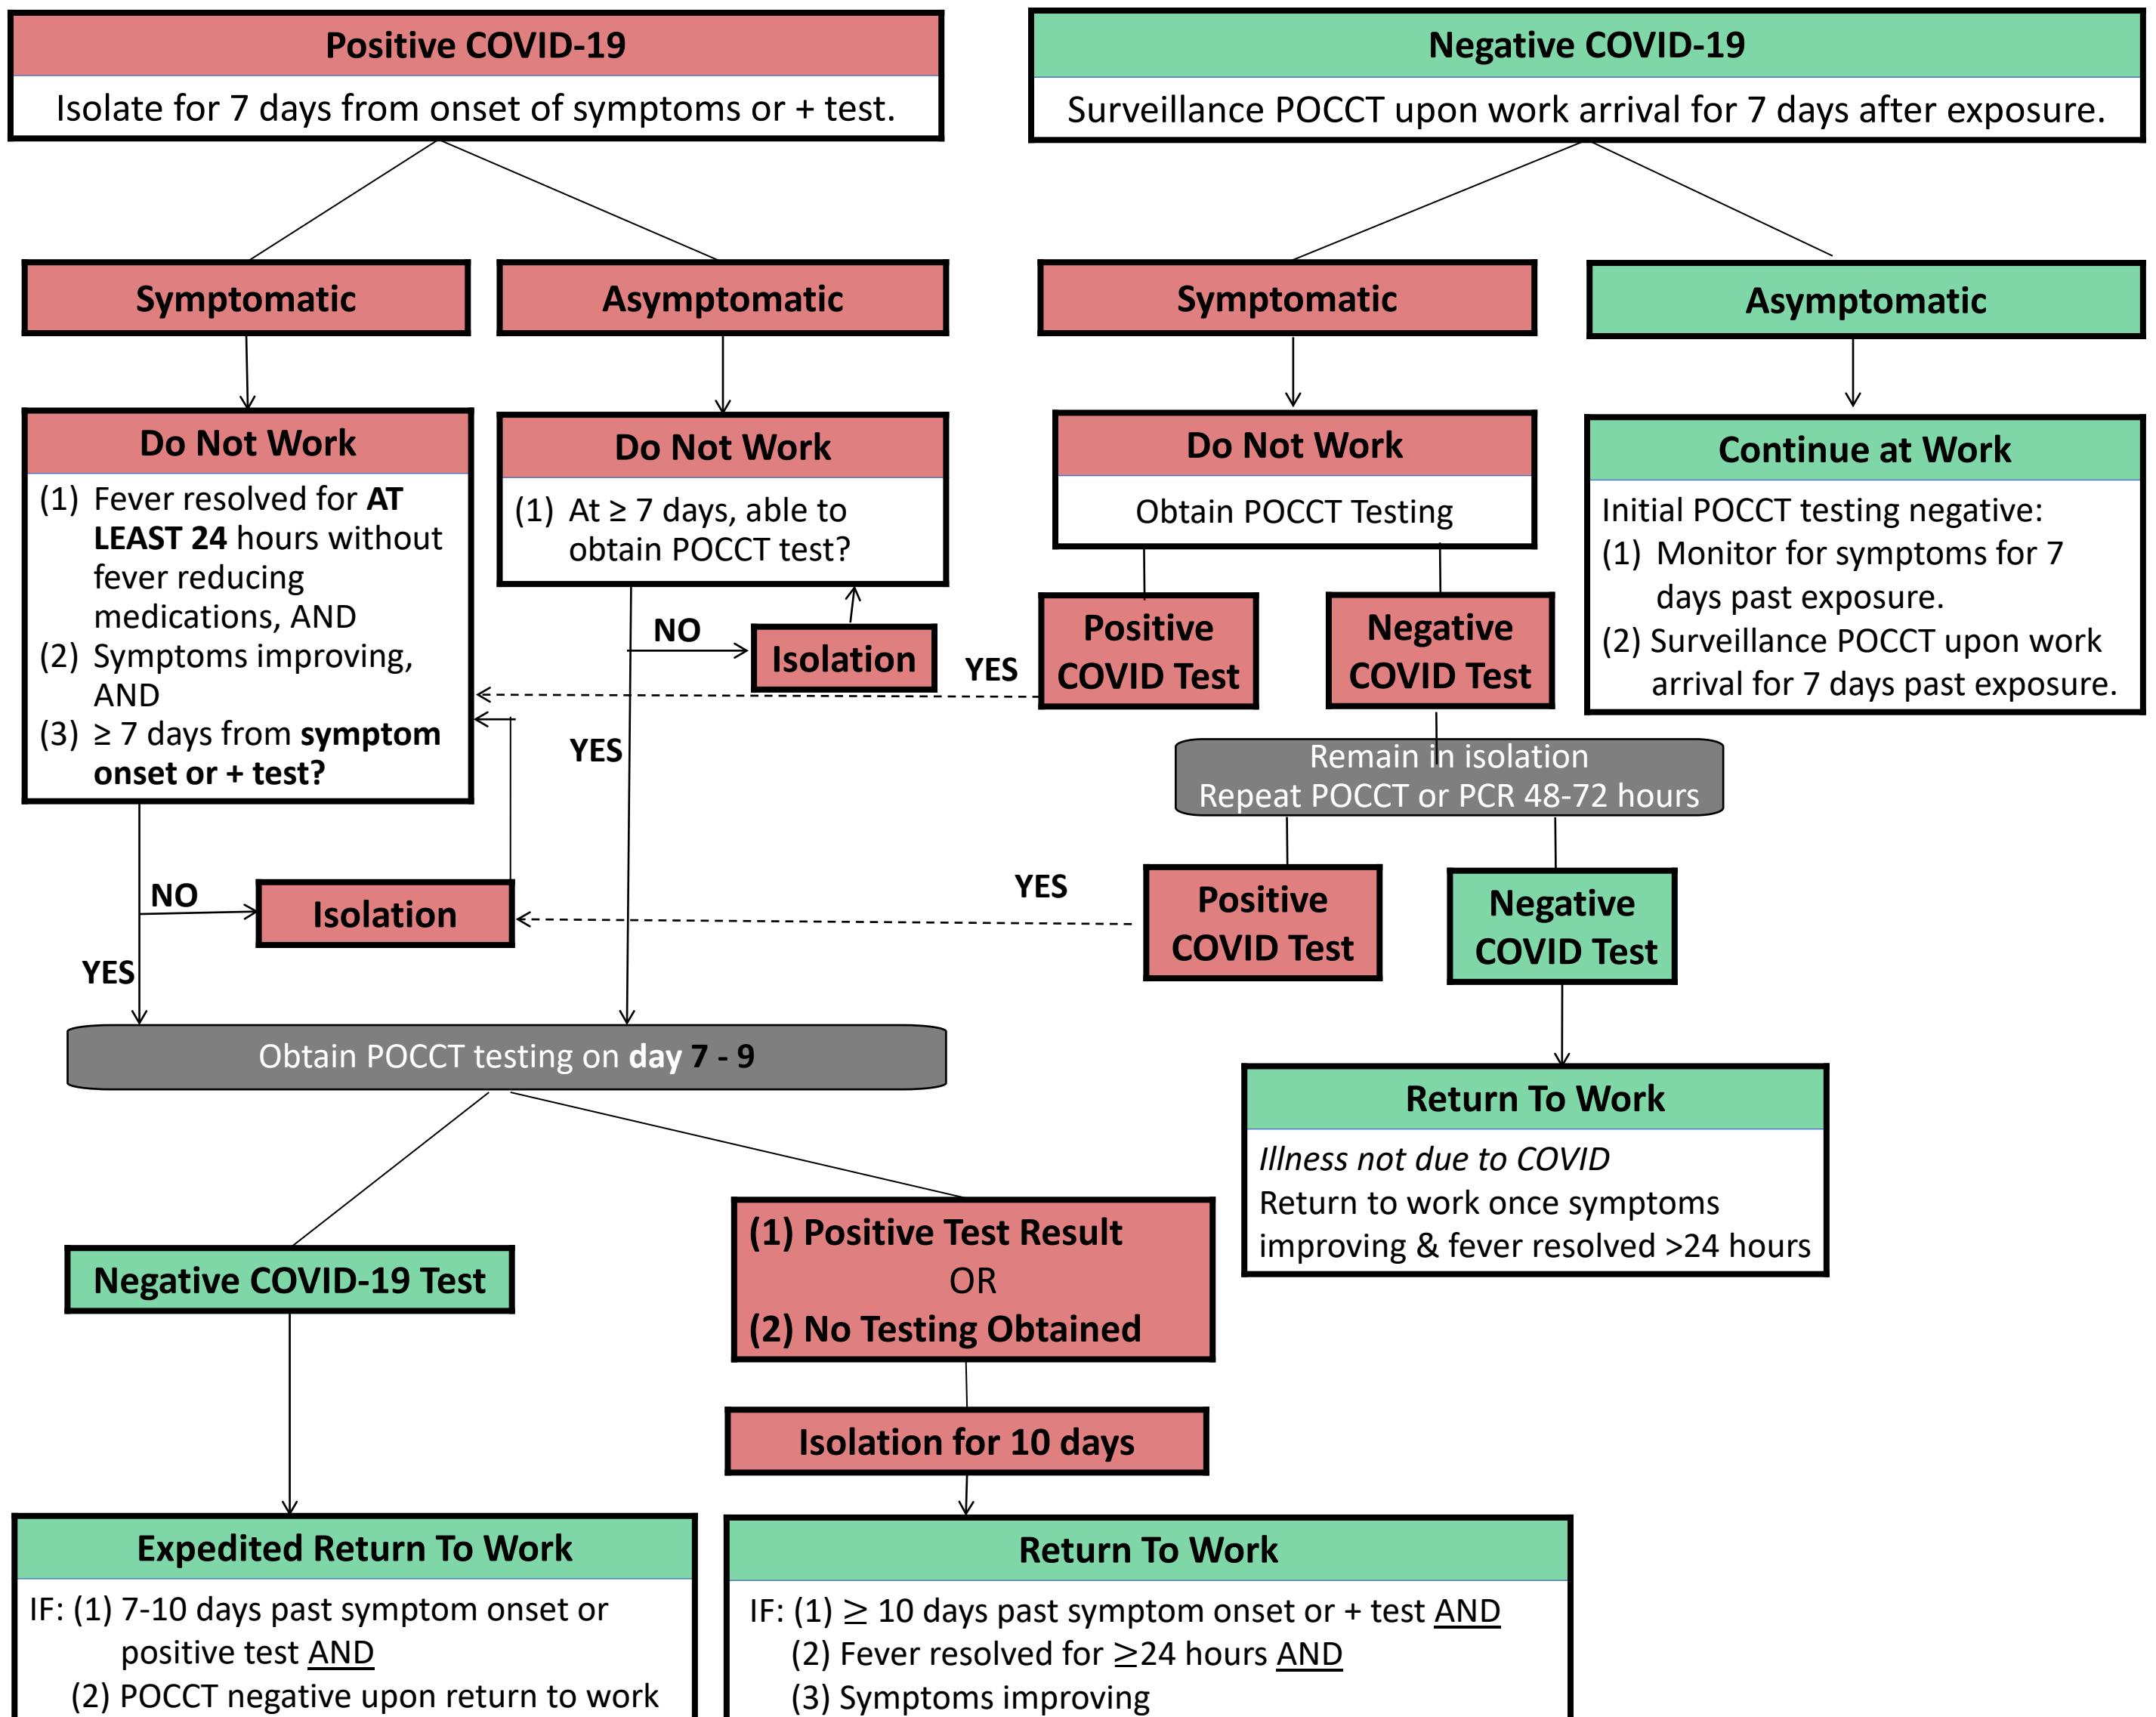 Positive COVID-19
Isolate for 7 days from onset of symptoms or + test.
Negative COVID-19
Surveillance POCCT upon work arrival for 7 days after exposure.
Symptomatic
Asymptomatic
Symptomatic
Asymptomatic
Do Not Work
(1) Fever resolved for AT
LEAST 24 hours without
fever reducing
medications, AND
(2) Symptoms improving,
AND
(3) ≥ 7 days from symptom
onset or + test?
Do Not Work
(1) At ≥ 7 days, able to
obtain POCCT test?
Do Not Work
Obtain POCCT Testing
Continue at Work
Initial POCCT testing negative:
(1) Monitor for symptoms for 7
days past exposure.
(2) Surveillance POCCT upon work
arrival for 7 days past exposure.
NO
Isolation
YES
Positive
COVID Test
Negative
COVID Test
YES
Remain in isolation
Repeat POCCT or PCR 48-72 hours
NO
Isolation
YES
Positive
COVID Test
Negative
COVID Test
YES
Obtain POCCT testing on day 7 - 9
Return To Work
Illness not due to COVID
Return to work once symptoms
improving & fever resolved >24 hours
Negative COVID-19 Test
(1) Positive Test Result
OR
(2) No Testing Obtained
Isolation for 10 days
Expedited Return To Work
IF: (1) 7-10 days past symptom onset or
positive test AND
(2) POCCT negative upon return to work
Return To Work
IF: (1) ≥ 10 days past symptom onset or + test AND
(2) Fever resolved for ≥24 hours AND
(3) Symptoms improving